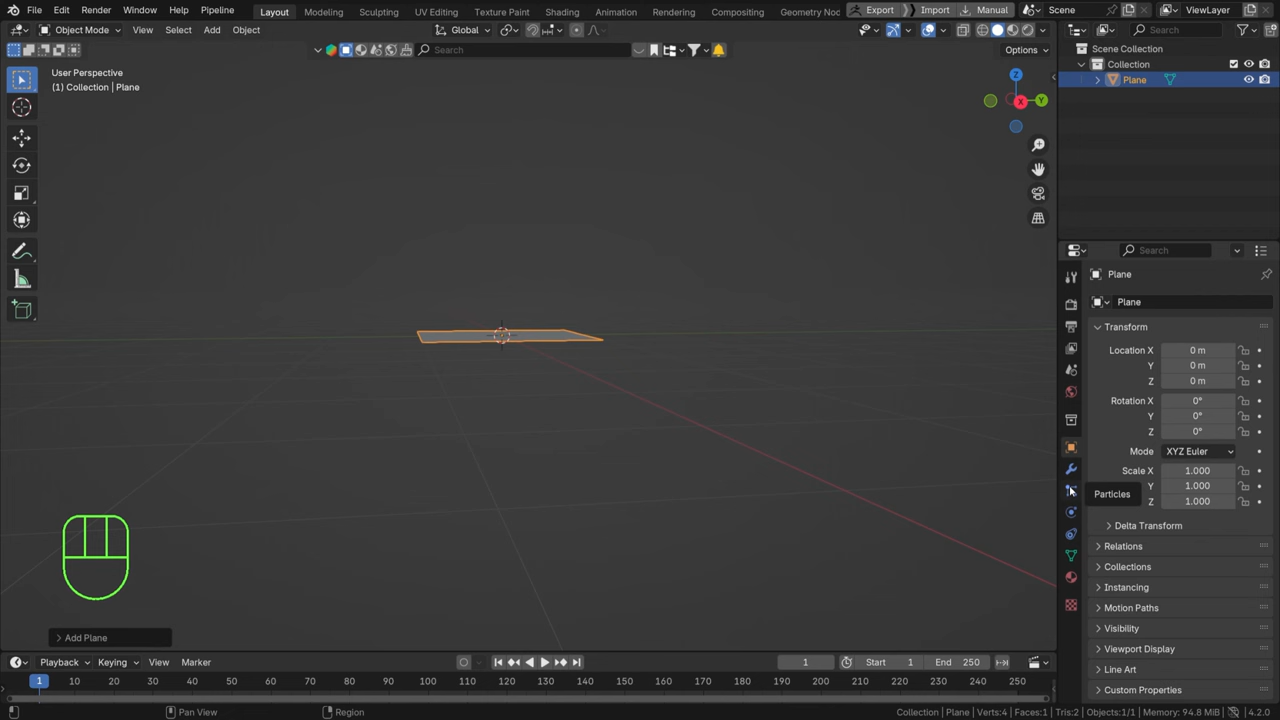 File Edit Render Window Help Pipeline Layout Modeling Sculpting UV Editing Texture Paint Shading Animation Rendering Compositing Geometry Nod Export Import Manual Scene ViewLayer
Object Mode View Select Add Object Global Search
Search Options
Scene Collection
Collection
Plane
User Perspective
(1) Collection | Plane
Z
X
Y
Search
Plane
Plane
Transform
Location X 0 m
Y 0 m
Z 0 m
Rotation X 0°
Y 0°
Z 0°
Mode XYZ Euler
Scale X 1.000
Y 1.000
Z 1.000
Particles
Delta Transform
Relations
Collections
Instancing
Motion Paths
Visibility
Viewport Display
Line Art
Custom Properties
Add Plane
Playback Keying View Marker 1 Start 1 End 250
1 10 20 30 40 50 60 70 80 90 100 110 120 130 140 150 160 170 180 190 200 210 220 230 240 250
Pan View Region Collection | Plane | Verts:4 | Faces:1 | Tris:2 | Objects:1/1 | Memory: 94.8 MiB 4.2.0